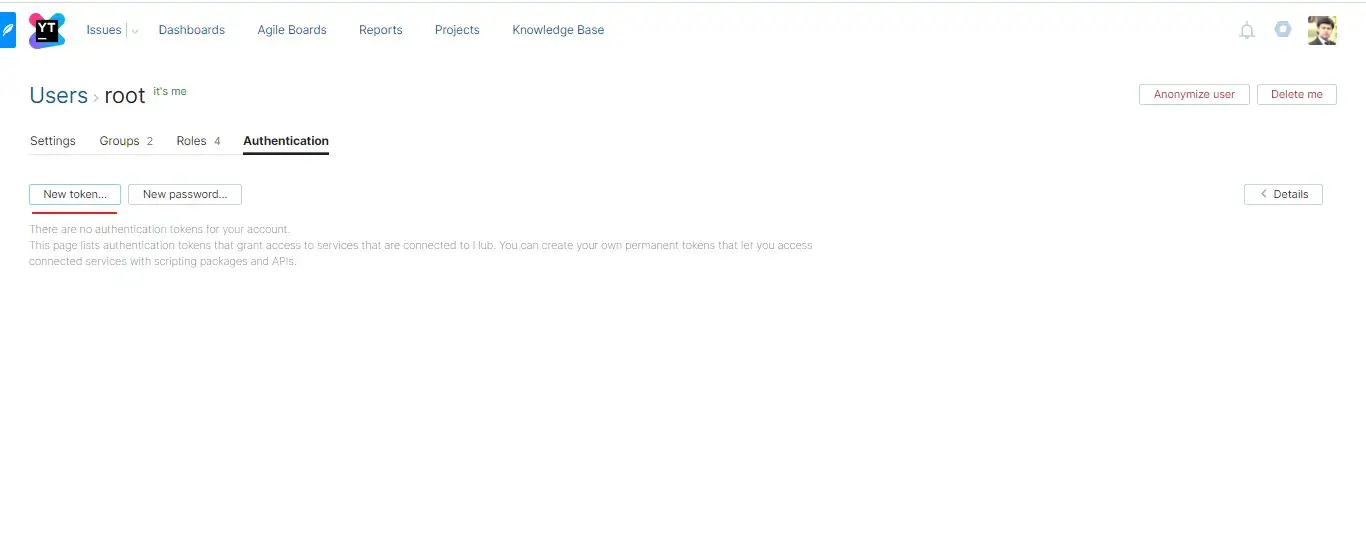 YT
Issues Dashboards Agile Boards Reports Projects Knowledge Base
Users › root it's me
Anonymize user Delete me
Settings Groups 2 Roles 4 Authentication
New token... New password...
Details
There are no authentication tokens for your account.
This page lists authentication tokens that grant access to services that are connected to Hub. You can create your own permanent tokens that let you access
connected services with scripting packages and APIs.